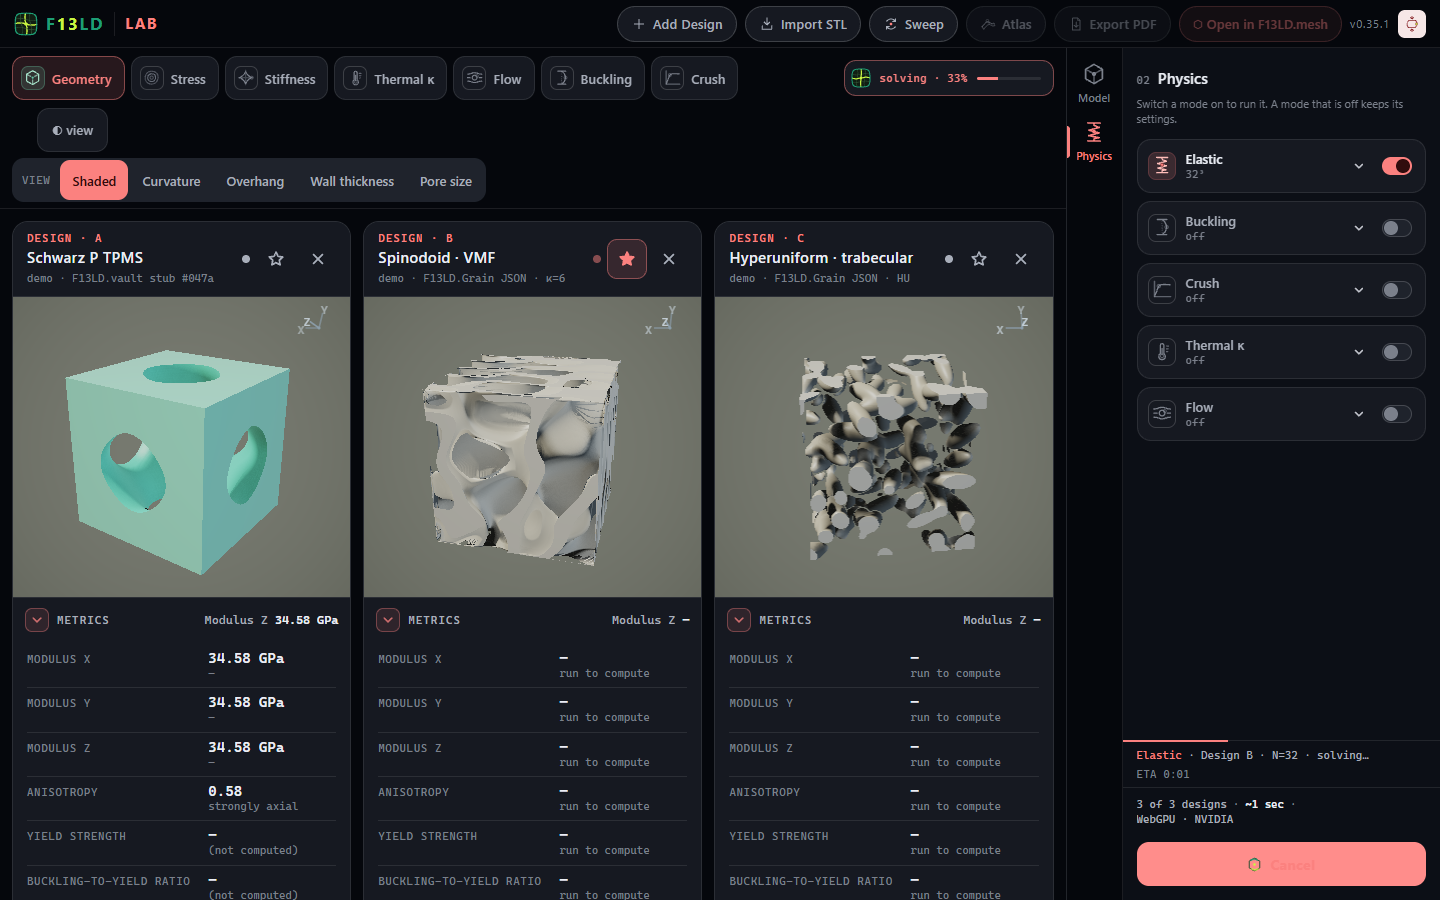 F13LD LAB
Add Design
Import STL
Sweep
Atlas
Export PDF
Open in F13LD.mesh
v0.35.1
Geometry
Stress
Stiffness
Thermal κ
Flow
Buckling
Crush
solving · 33%
view
VIEW
Shaded
Curvature
Overhang
Wall thickness
Pore size
Model
Physics
02 Physics
Switch a mode on to run it. A mode that is off keeps its
settings.
Elastic
32³
Buckling
off
Crush
off
Thermal κ
off
Flow
off
DESIGN · A
Schwarz P TPMS
demo · F13LD.vault stub #047a
X Z Y
METRICS
Modulus Z 34.58 GPa
MODULUS X
34.58 GPa
—
MODULUS Y
34.58 GPa
—
MODULUS Z
34.58 GPa
—
ANISOTROPY
0.58
strongly axial
YIELD STRENGTH
—
(not computed)
BUCKLING-TO-YIELD RATIO
—
(not computed)
DESIGN · B
Spinodoid · VMF
demo · F13LD.Grain JSON · κ=6
X Z Y
METRICS
Modulus Z —
MODULUS X
—
run to compute
MODULUS Y
—
run to compute
MODULUS Z
—
run to compute
ANISOTROPY
—
run to compute
YIELD STRENGTH
—
run to compute
BUCKLING-TO-YIELD RATIO
—
run to compute
DESIGN · C
Hyperuniform · trabecular
demo · F13LD.Grain JSON · HU
X Z Y
METRICS
Modulus Z —
MODULUS X
—
run to compute
MODULUS Y
—
run to compute
MODULUS Z
—
run to compute
ANISOTROPY
—
run to compute
YIELD STRENGTH
—
run to compute
BUCKLING-TO-YIELD RATIO
—
run to compute
Elastic · Design B · N=32 · solving…
ETA 0:01
3 of 3 designs · ~1 sec ·
WebGPU · NVIDIA
Cancel